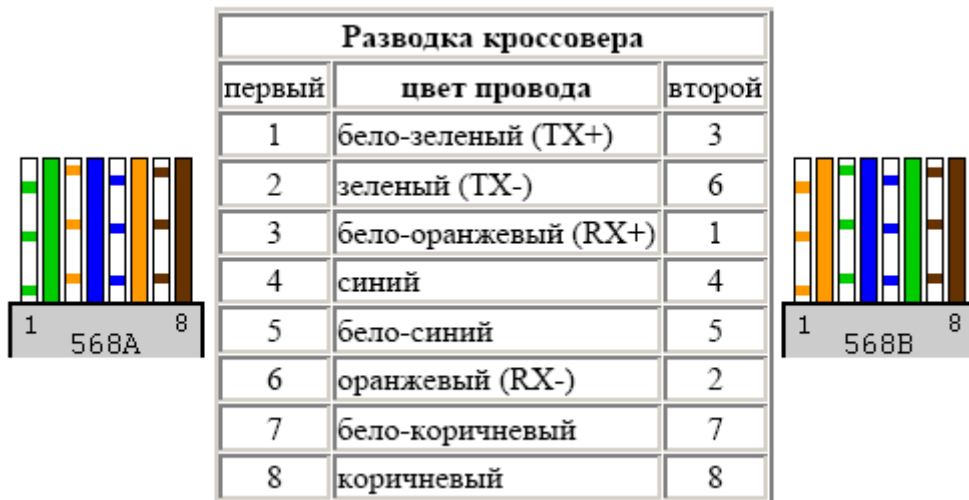 Разводка кроссовера
первый цвет провода второй
1 бело-зеленый (TX+) 3
2 зеленый (TX-) 6
3 бело-оранжевый (RX+) 1
4 синий 4
5 бело-синий 5
6 оранжевый (RX-) 2
7 бело-коричневый 7
8 коричневый 8
1 8
568A
1 8
568B